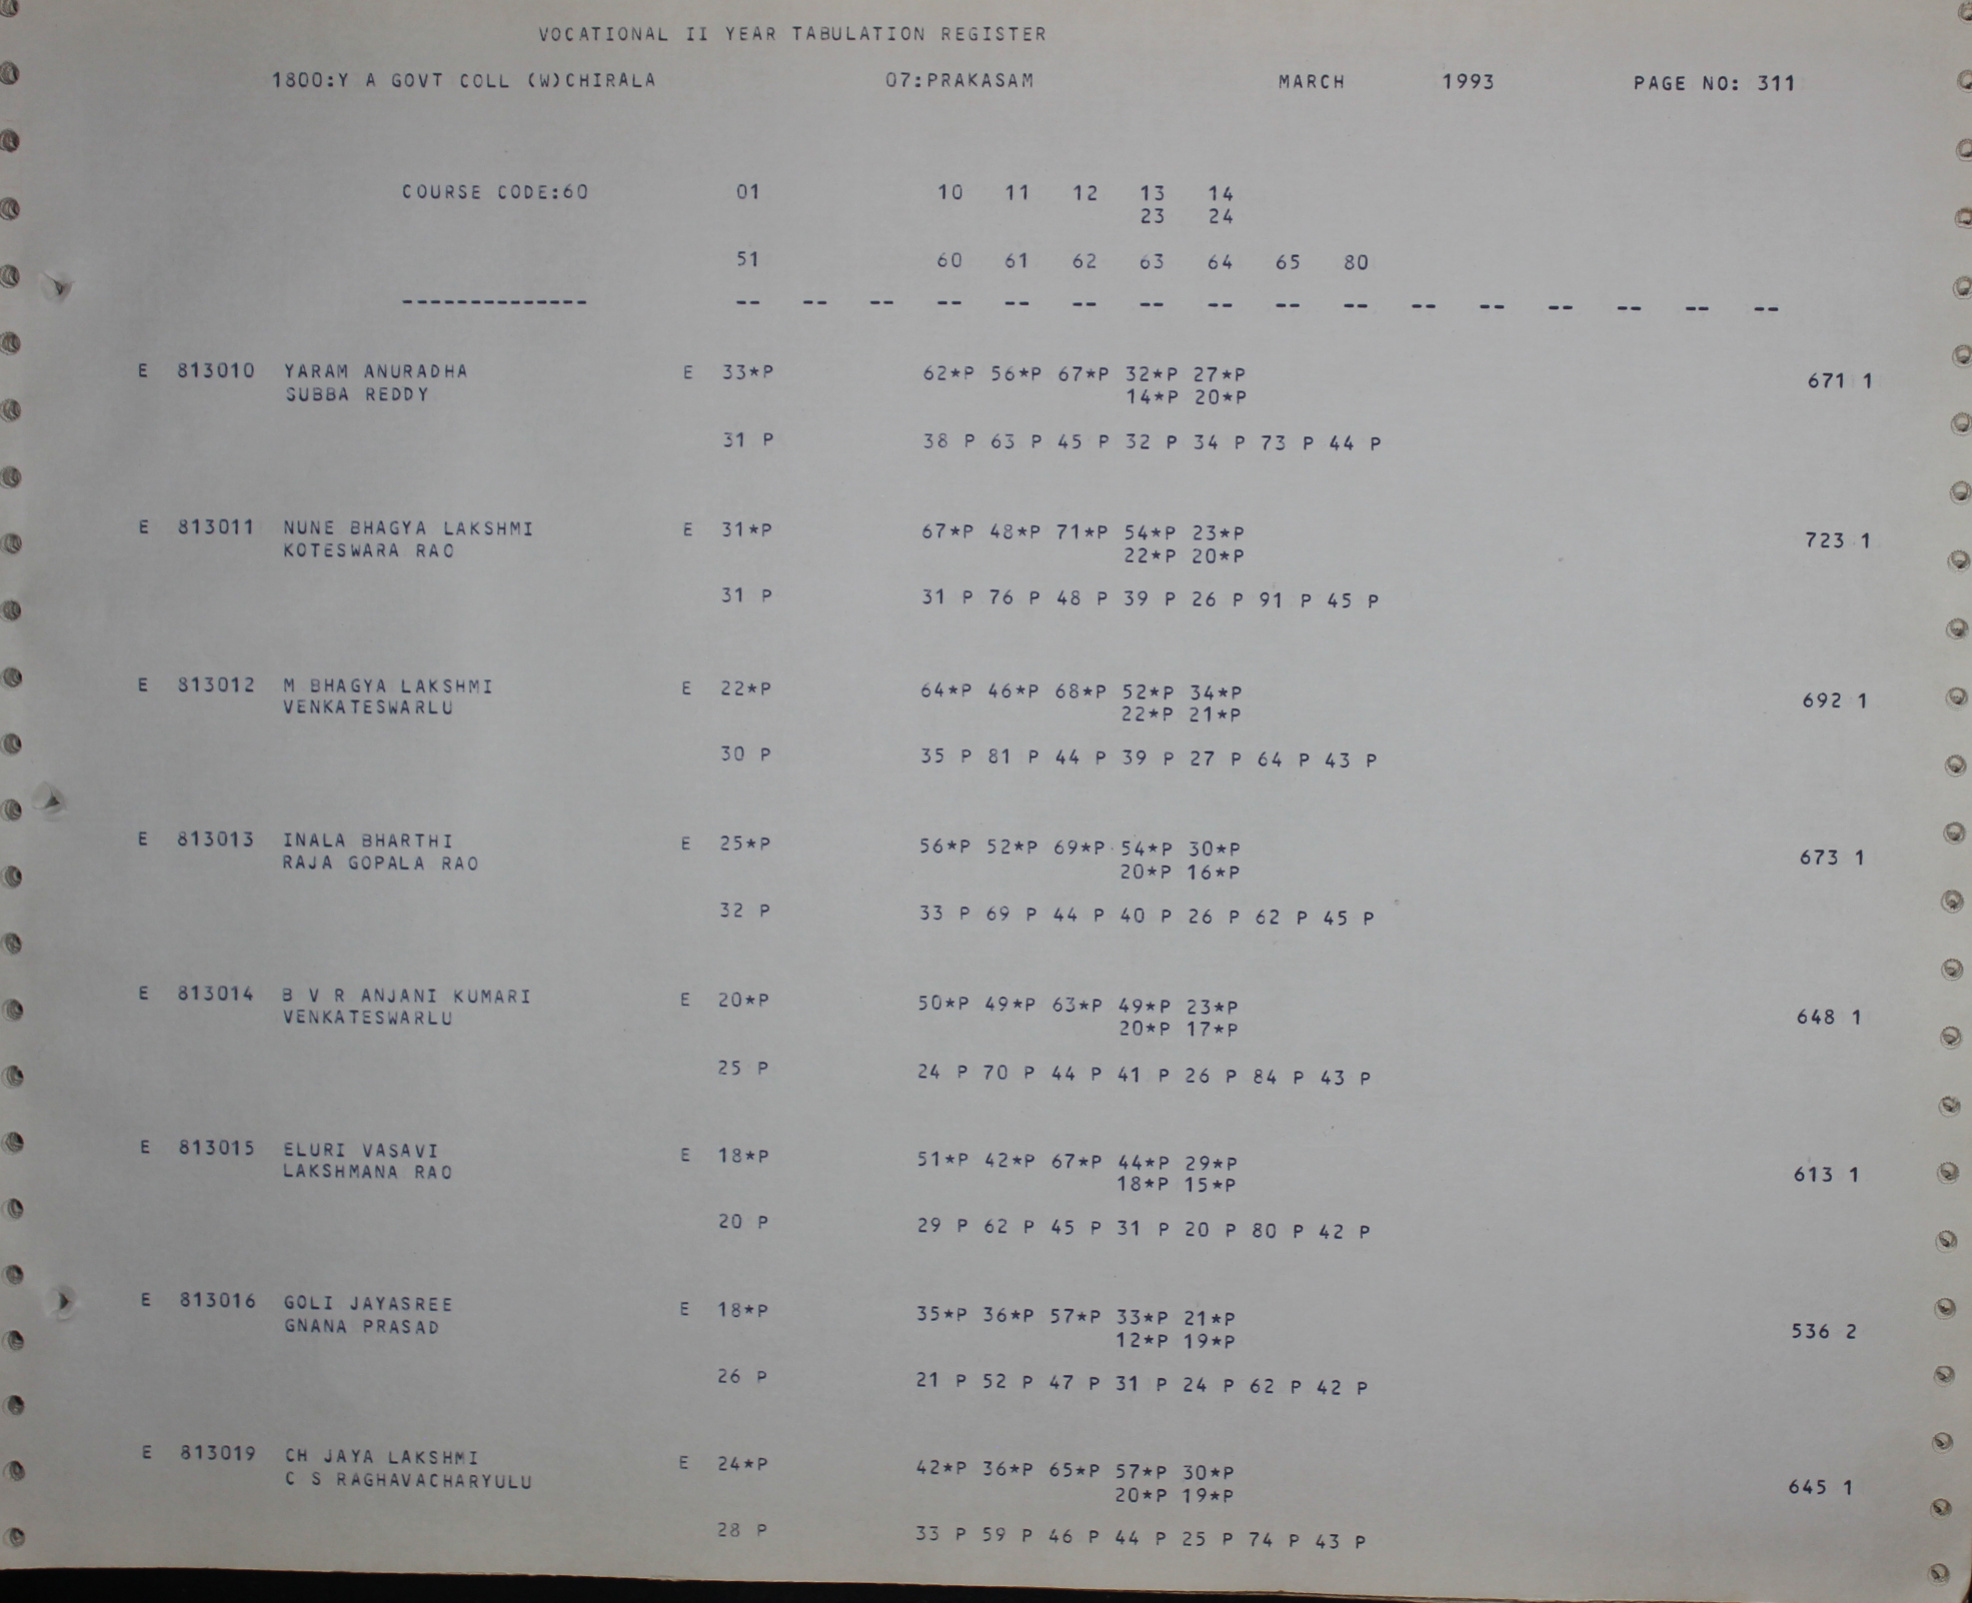 VOCATIONAL II YEAR TABULATION REGISTER
1800:Y A GOVT COLL (W)CHIRALA 07:PRAKASAM MARCH 1993 PAGE NO: 311
COURSE CODE:60 01 10 11 12 13 14
23 24
51 60 61 62 63 64 65 80
-------------- -- -- -- -- -- -- -- -- -- -- -- -- -- -- -- --
E 813010 YARAM ANURADHA E 33*P 62*P 56*P 67*P 32*P 27*P 671 1
SUBBA REDDY 14*P 20*P
31 P 38 P 63 P 45 P 32 P 34 P 73 P 44 P
E 813011 NUNE BHAGYA LAKSHMI E 31*P 67*P 48*P 71*P 54*P 23*P 723 1
KOTESWARA RAO 22*P 20*P
31 P 31 P 76 P 48 P 39 P 26 P 91 P 45 P
E 813012 M BHAGYA LAKSHMI E 22*P 64*P 46*P 68*P 52*P 34*P 692 1
VENKATESWARLU 22*P 21*P
30 P 35 P 81 P 44 P 39 P 27 P 64 P 43 P
E 813013 INALA BHARTHI E 25*P 56*P 52*P 69*P 54*P 30*P 673 1
RAJA GOPALA RAO 20*P 16*P
32 P 33 P 69 P 44 P 40 P 26 P 62 P 45 P
E 813014 B V R ANJANI KUMARI E 20*P 50*P 49*P 63*P 49*P 23*P 648 1
VENKATESWARLU 20*P 17*P
25 P 24 P 70 P 44 P 41 P 26 P 84 P 43 P
E 813015 ELURI VASAVI E 18*P 51*P 42*P 67*P 44*P 29*P 613 1
LAKSHMANA RAO 18*P 15*P
20 P 29 P 62 P 45 P 31 P 20 P 80 P 42 P
E 813016 GOLI JAYASREE E 18*P 35*P 36*P 57*P 33*P 21*P 536 2
GNANA PRASAD 12*P 19*P
26 P 21 P 52 P 47 P 31 P 24 P 62 P 42 P
E 813019 CH JAYA LAKSHMI E 24*P 42*P 36*P 65*P 57*P 30*P 645 1
C S RAGHAVACHARYULU 20*P 19*P
28 P 33 P 59 P 46 P 44 P 25 P 74 P 43 P